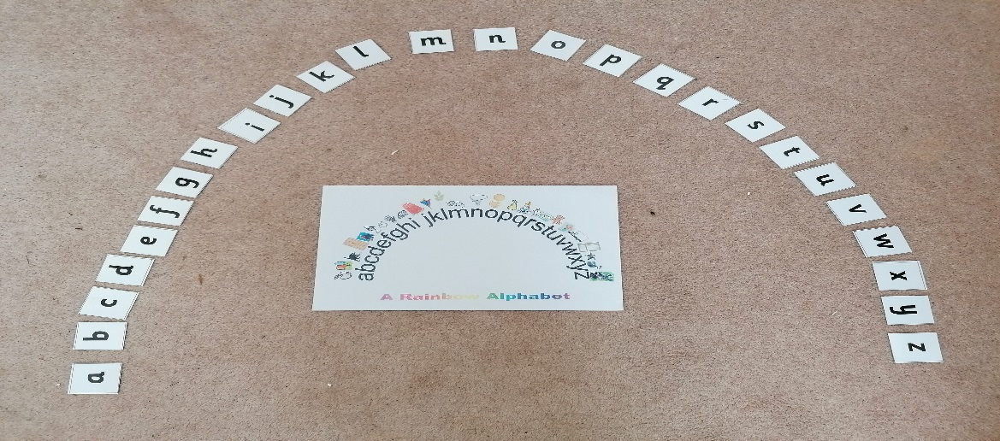 a b c d e f g h i j k l m n o p q r s t u v w x y z
abcdefghi jklmnopqrstuvwxyz
A Rainbow Alphabet